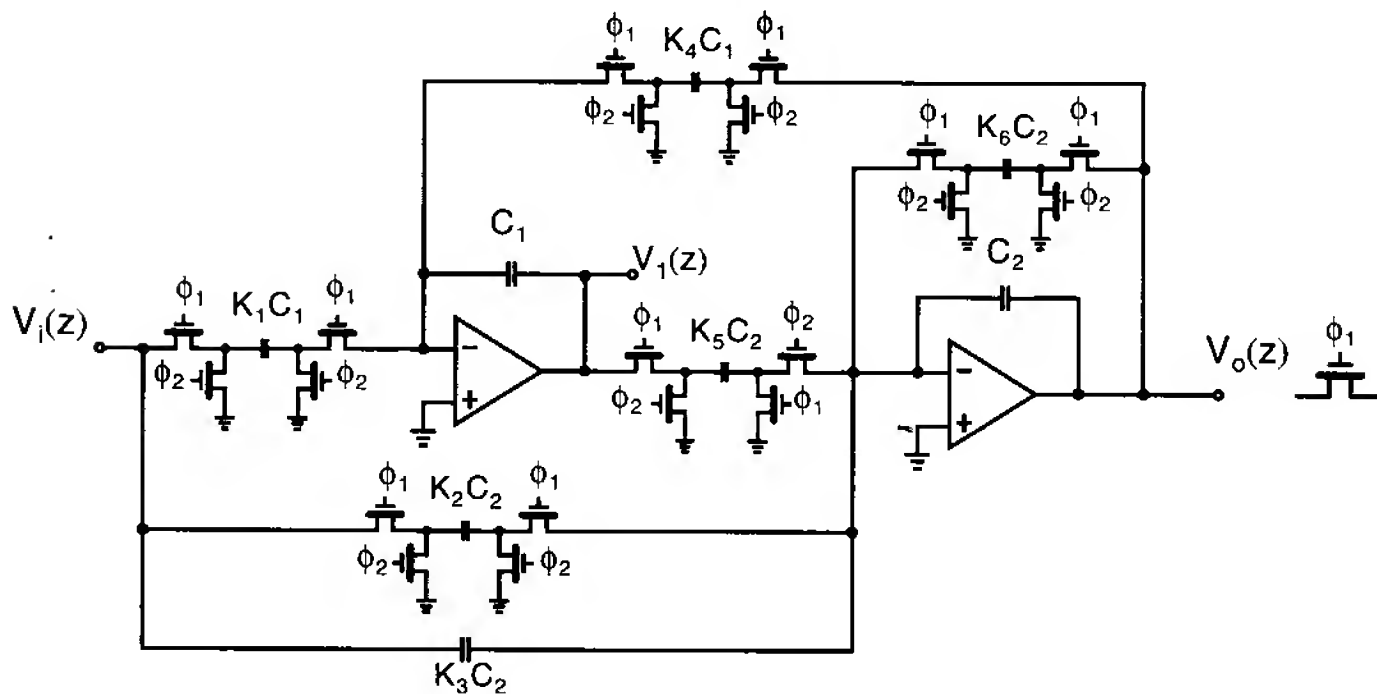 ϕ₁ K₄C₁ ϕ₁
ϕ₂ ϕ₂
ϕ₁ K₆C₂ ϕ₁
ϕ₂ ϕ₂
C₁
V₁(z)
C₂
Vᵢ(z)
ϕ₁ K₁C₁ ϕ₁
ϕ₂ ϕ₂
ϕ₁ K₅C₂ ϕ₂
ϕ₂ ϕ₁
−
+
−
+
Vₒ(z)
ϕ₁
ϕ₁ K₂C₂ ϕ₁
ϕ₂ ϕ₂
K₃C₂